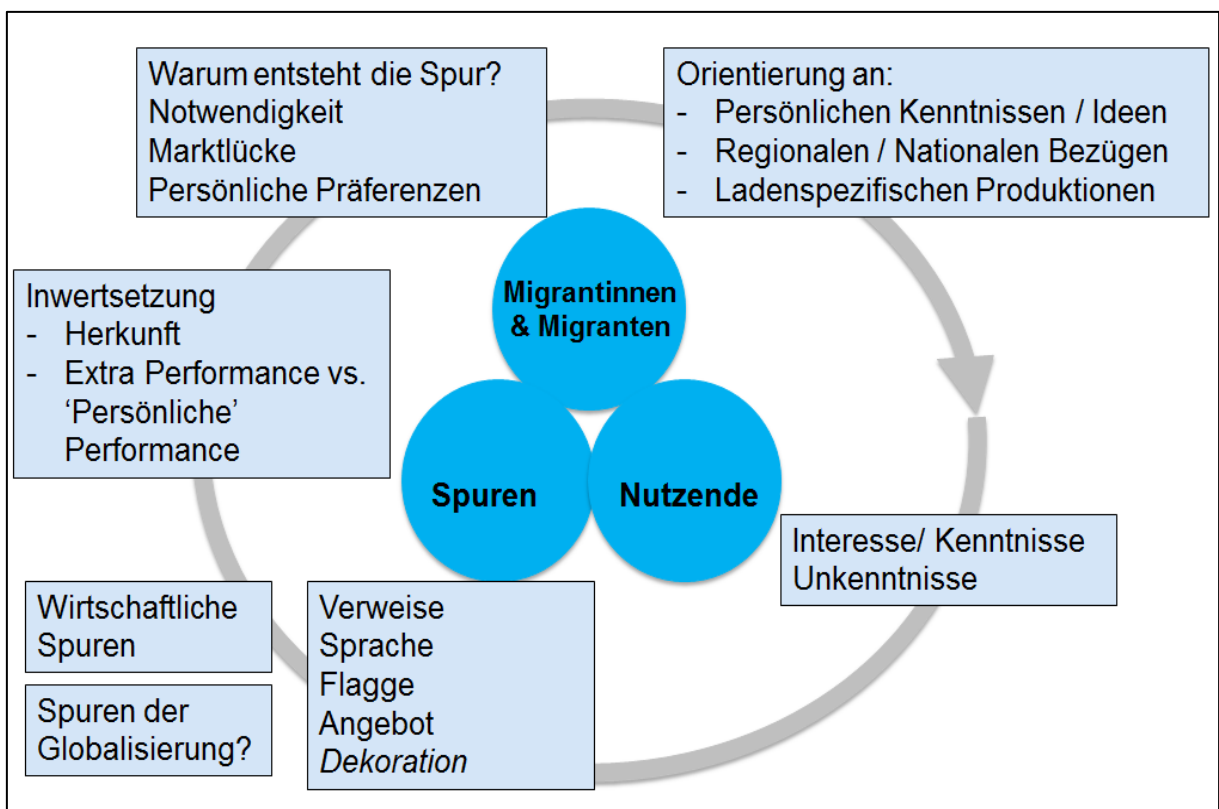 Warum entsteht die Spur?
Notwendigkeit
Marktlücke
Persönliche Präferenzen
Orientierung an:
- Persönlichen Kenntnissen / Ideen
- Regionalen / Nationalen Bezügen
- Ladenspezifischen Produktionen
Migrantinnen
& Migranten
Inwertsetzung
- Herkunft
- Extra Performance vs.
‘Persönliche’
Performance
Spuren
Nutzende
Interesse/ Kenntnisse
Unkenntnisse
Wirtschaftliche
Spuren
Spuren der
Globalisierung?
Verweise
Sprache
Flagge
Angebot
Dekoration